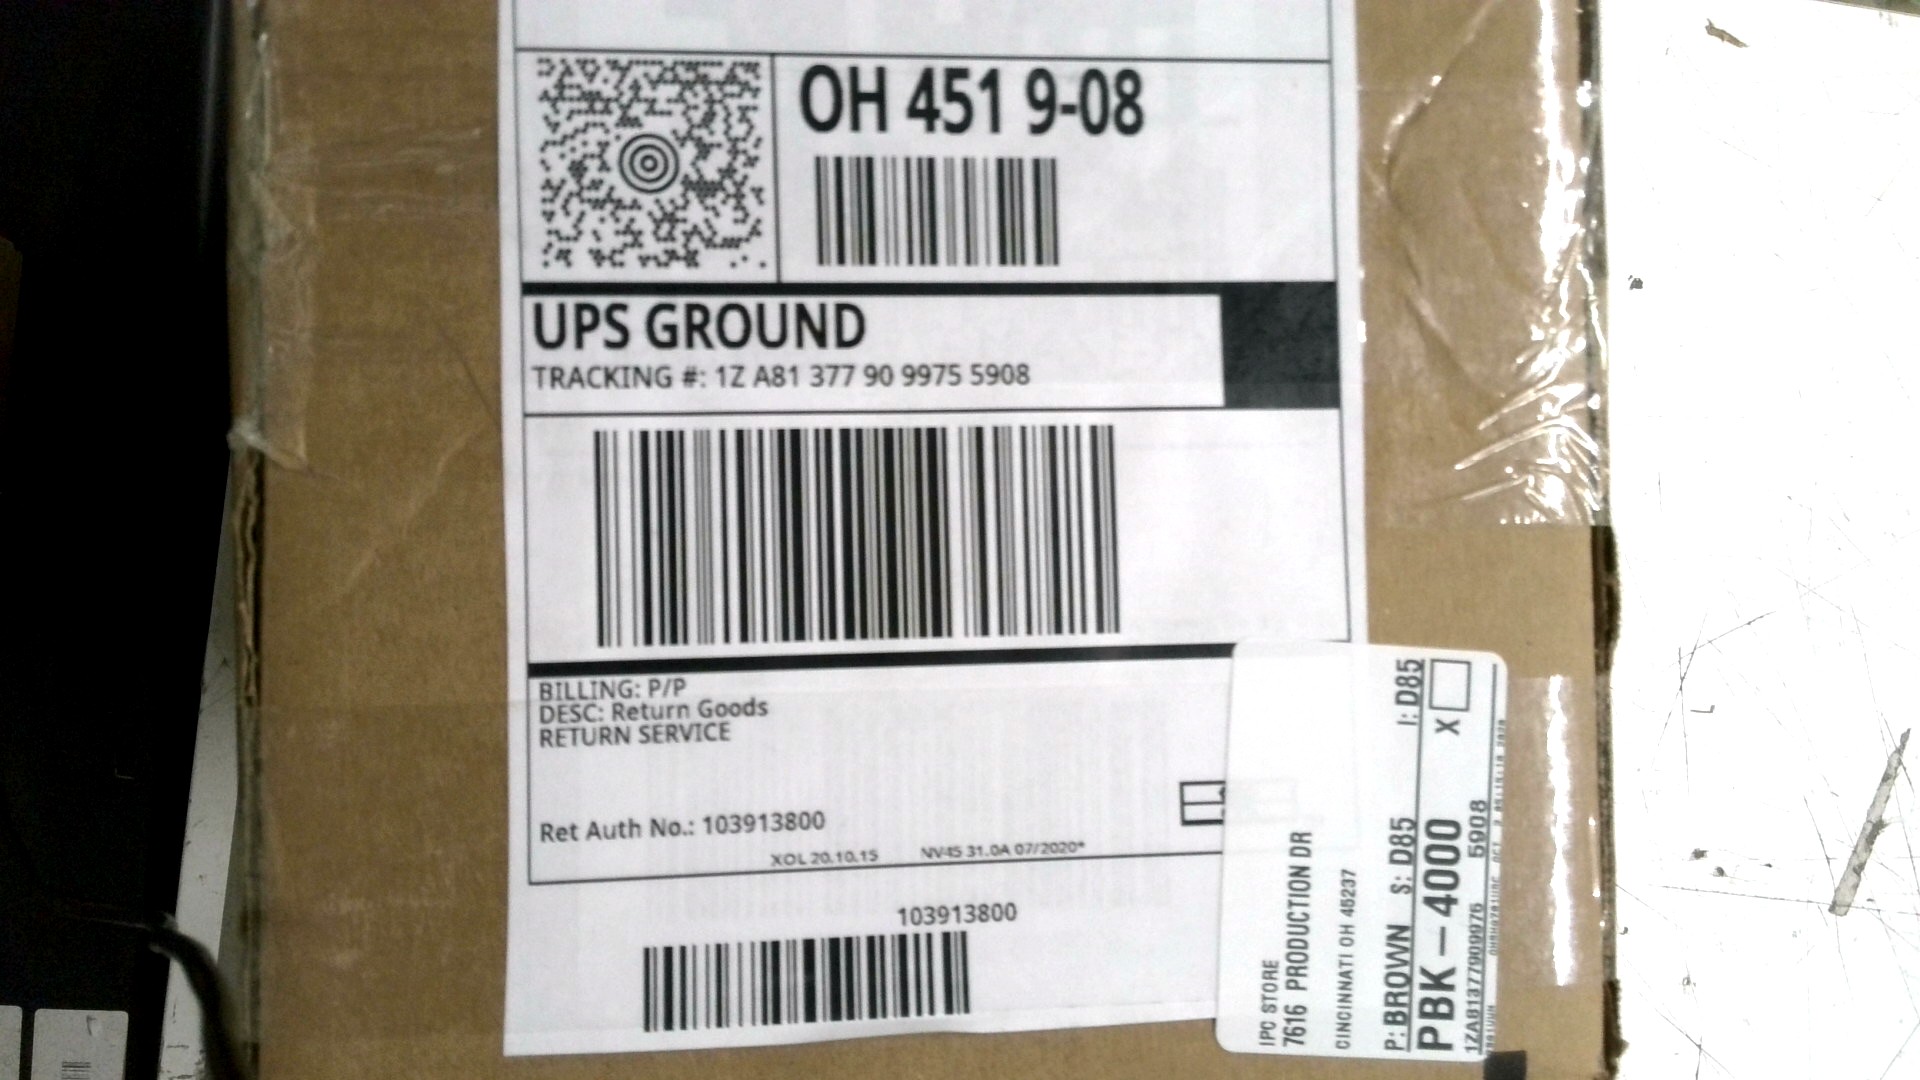 OH 451 9-08
UPS GROUND
TRACKING #: 1Z A81 377 90 9975 5908
BILLING: P/P
DESC: Return Goods
RETURN SERVICE
Ret Auth No.: 103913800
XOL 20.10.15 NV45 31.0A 07/2020*
103913800
IPC STORE
7616 PRODUCTION DR
CINCINNATI OH 45237
P: BROWN S: D85 I: D85
PBK-4000 X
1ZA81377909975 5908